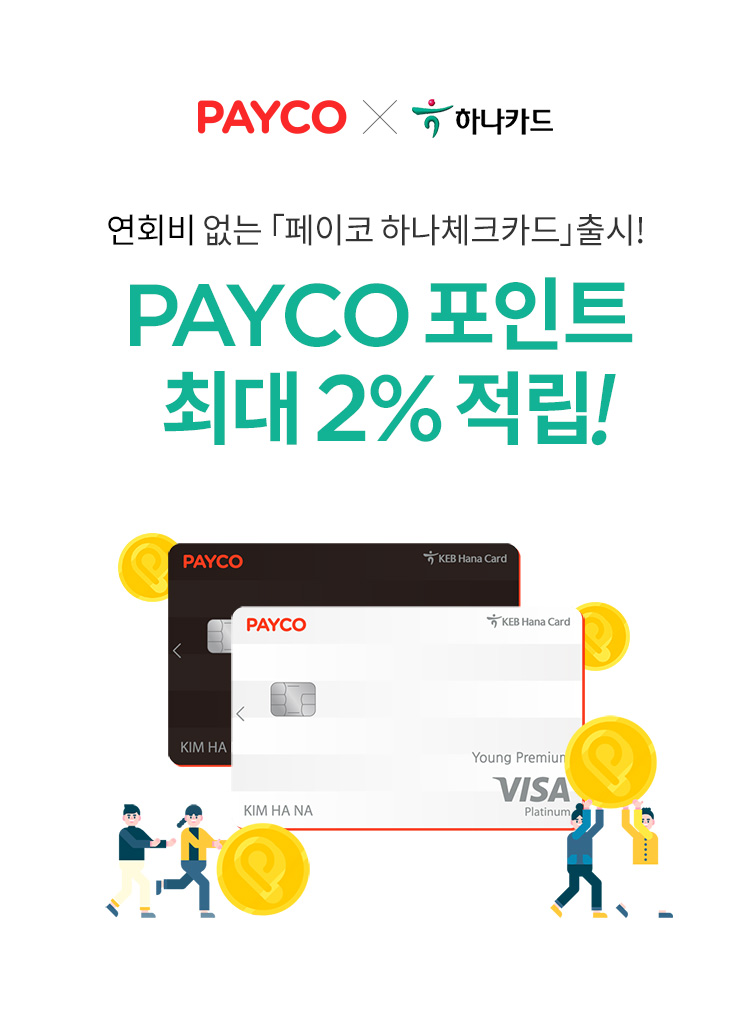 PAYCO × 하나카드
연회비 없는 「페이코 하나체크카드」출시!
PAYCO 포인트
최대 2% 적립!
PAYCO KEB Hana Card
KIM HA
PAYCO KEB Hana Card
Young Premium
VISA
Platinum
KIM HA NA